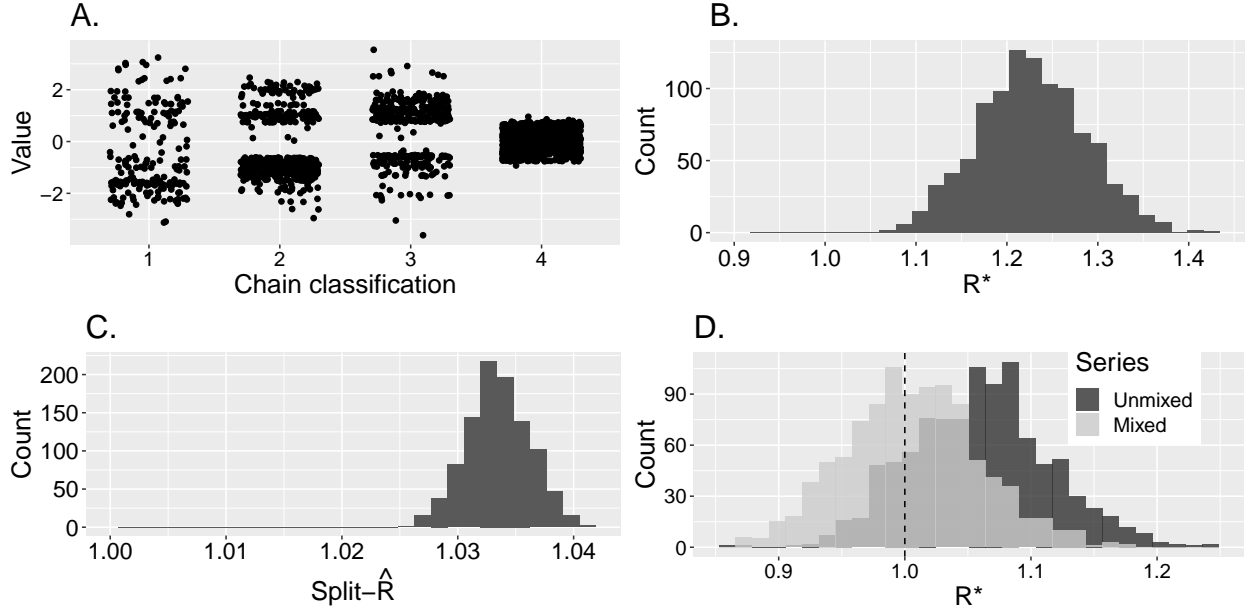 A.
Value
2
0
−2
1 2 3 4
Chain classification
B.
Count
100
50
0
0.9 1.0 1.1 1.2 1.3 1.4
R*
C.
Count
200
150
100
50
0
1.00 1.01 1.02 1.03 1.04
Split−R̂
D.
Count
90
60
30
0
0.9 1.0 1.1 1.2
R*
Series
Unmixed
Mixed